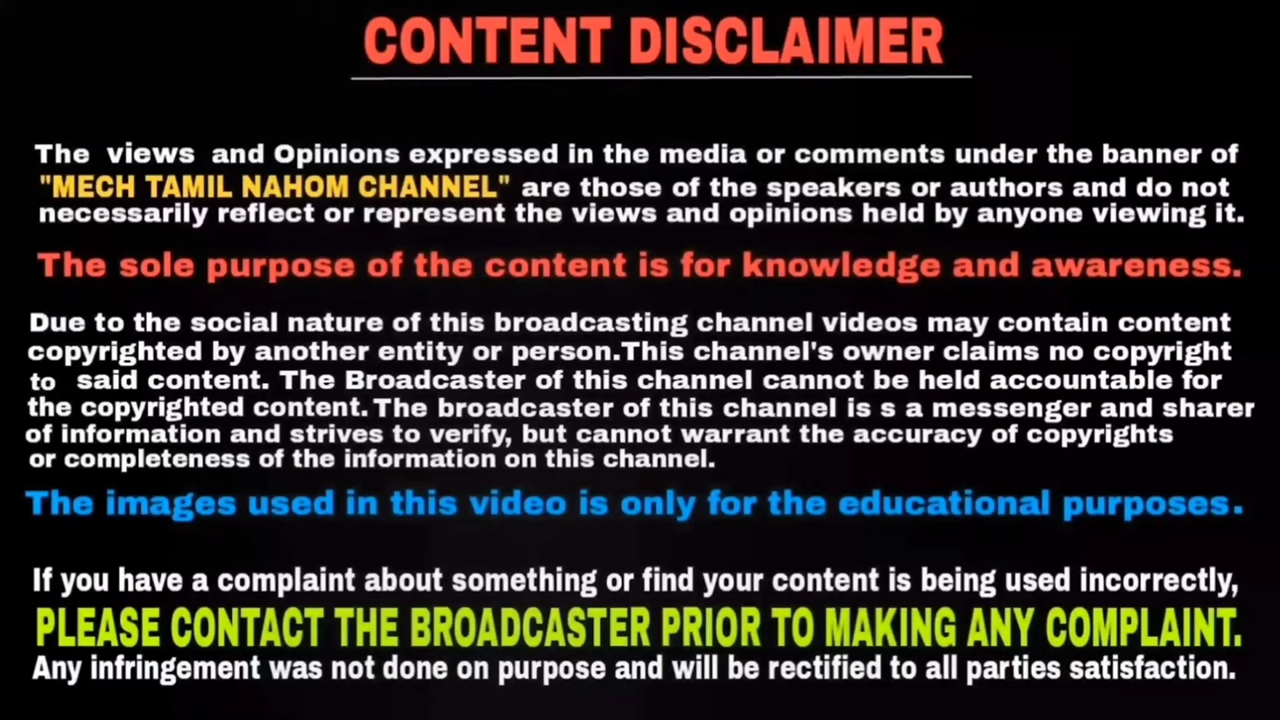 CONTENT DISCLAIMER
The views and Opinions expressed in the media or comments under the banner of
"MECH TAMIL NAHOM CHANNEL" are those of the speakers or authors and do not
necessarily reflect or represent the views and opinions held by anyone viewing it.
The sole purpose of the content is for knowledge and awareness.
Due to the social nature of this broadcasting channel videos may contain content
copyrighted by another entity or person.This channel's owner claims no copyright
to said content. The Broadcaster of this channel cannot be held accountable for
the copyrighted content. The broadcaster of this channel is s a messenger and sharer
of information and strives to verify, but cannot warrant the accuracy of copyrights
or completeness of the information on this channel.
The images used in this video is only for the educational purposes.
If you have a complaint about something or find your content is being used incorrectly,
PLEASE CONTACT THE BROADCASTER PRIOR TO MAKING ANY COMPLAINT.
Any infringement was not done on purpose and will be rectified to all parties satisfaction.